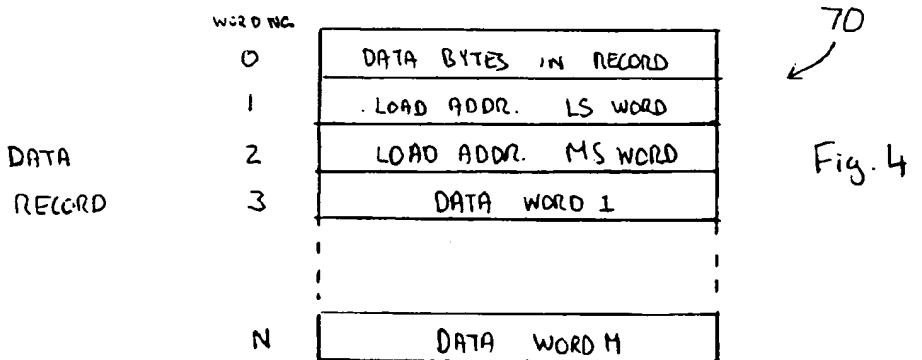 WORD NO.
70
0 DATA BYTES IN RECORD
1 . LOAD ADDR. LS WORD
DATA 2 LOAD ADDR. MS WORD Fig. 4
RECORD 3 DATA WORD 1
N DATA WORD M